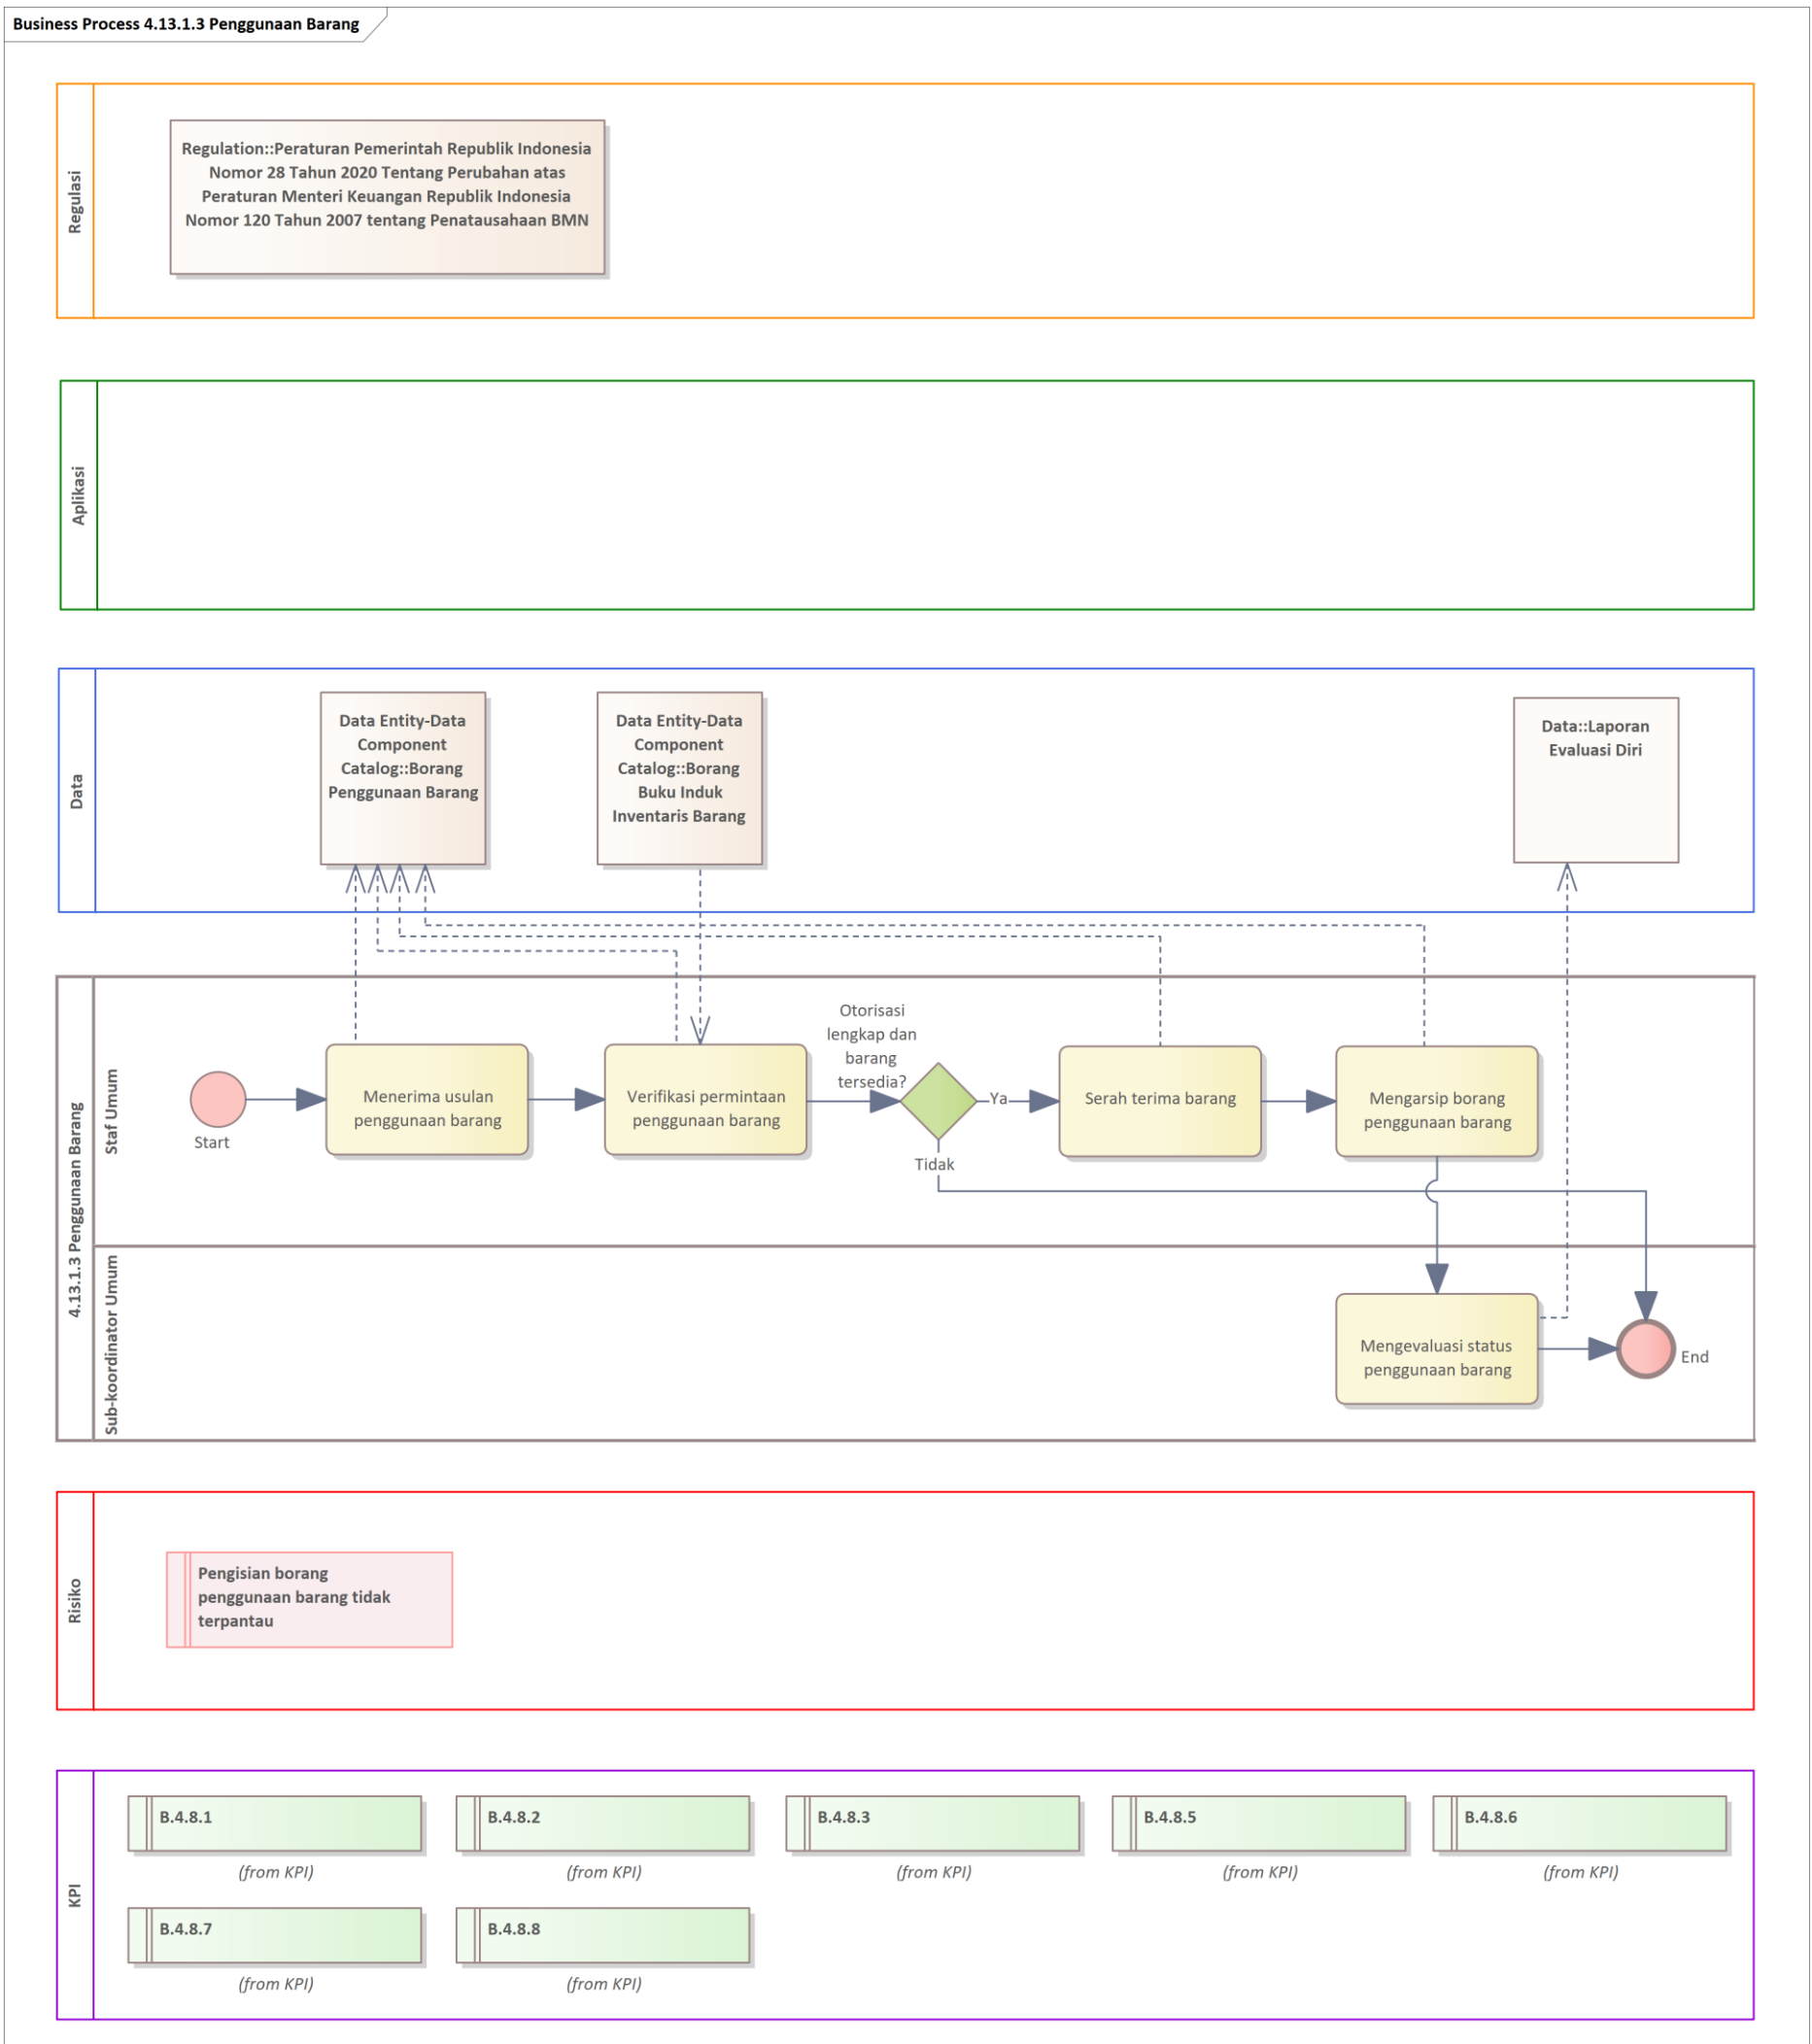 Business Process 4.13.1.3 Penggunaan Barang
Regulasi
Regulation::Peraturan Pemerintah Republik Indonesia
Nomor 28 Tahun 2020 Tentang Perubahan atas
Peraturan Menteri Keuangan Republik Indonesia
Nomor 120 Tahun 2007 tentang Penatausahaan BMN
Aplikasi
Data
Data Entity-Data
Component
Catalog::Borang
Penggunaan Barang
Data Entity-Data
Component
Catalog::Borang
Buku Induk
Inventaris Barang
Data::Laporan
Evaluasi Diri
4.13.1.3 Penggunaan Barang
Staf Umum
Start
Menerima usulan
penggunaan barang
Verifikasi permintaan
penggunaan barang
Otorisasi
lengkap dan
barang
tersedia?
Ya
Tidak
Serah terima barang
Mengarsip borang
penggunaan barang
Sub-koordinator Umum
Mengevaluasi status
penggunaan barang
End
Risiko
Pengisian borang
penggunaan barang tidak
terpantau
KPI
B.4.8.1
(from KPI)
B.4.8.2
(from KPI)
B.4.8.3
(from KPI)
B.4.8.5
(from KPI)
B.4.8.6
(from KPI)
B.4.8.7
(from KPI)
B.4.8.8
(from KPI)